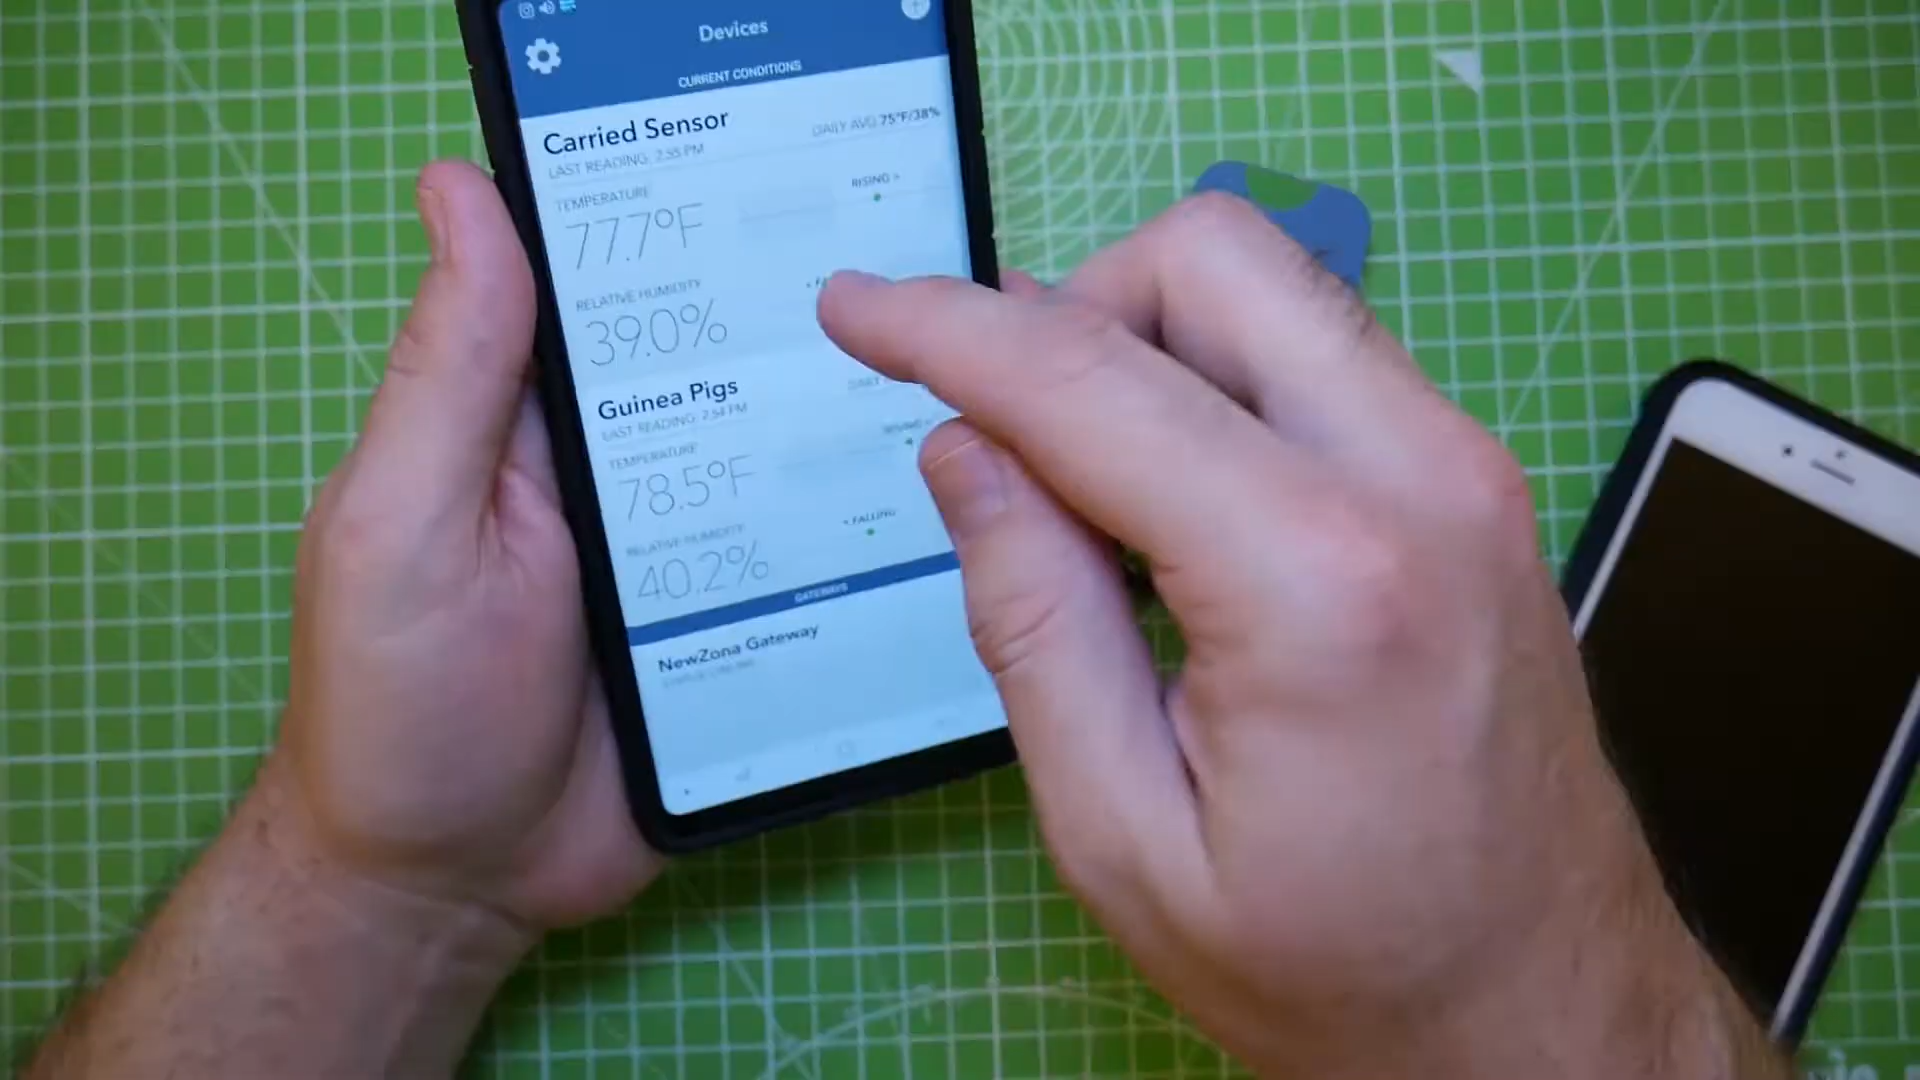 Devices
CURRENT CONDITIONS
Carried Sensor
DAILY AVG 75°F/38%
LAST READING: 2:55 PM
TEMPERATURE
RISING >
77.7°F
RELATIVE HUMIDITY
39.0%
Guinea Pigs
LAST READING: 2:54 PM
TEMPERATURE
RISING >
78.5°F
RELATIVE HUMIDITY
< FALLING
40.2%
GATEWAYS
NewZona Gateway